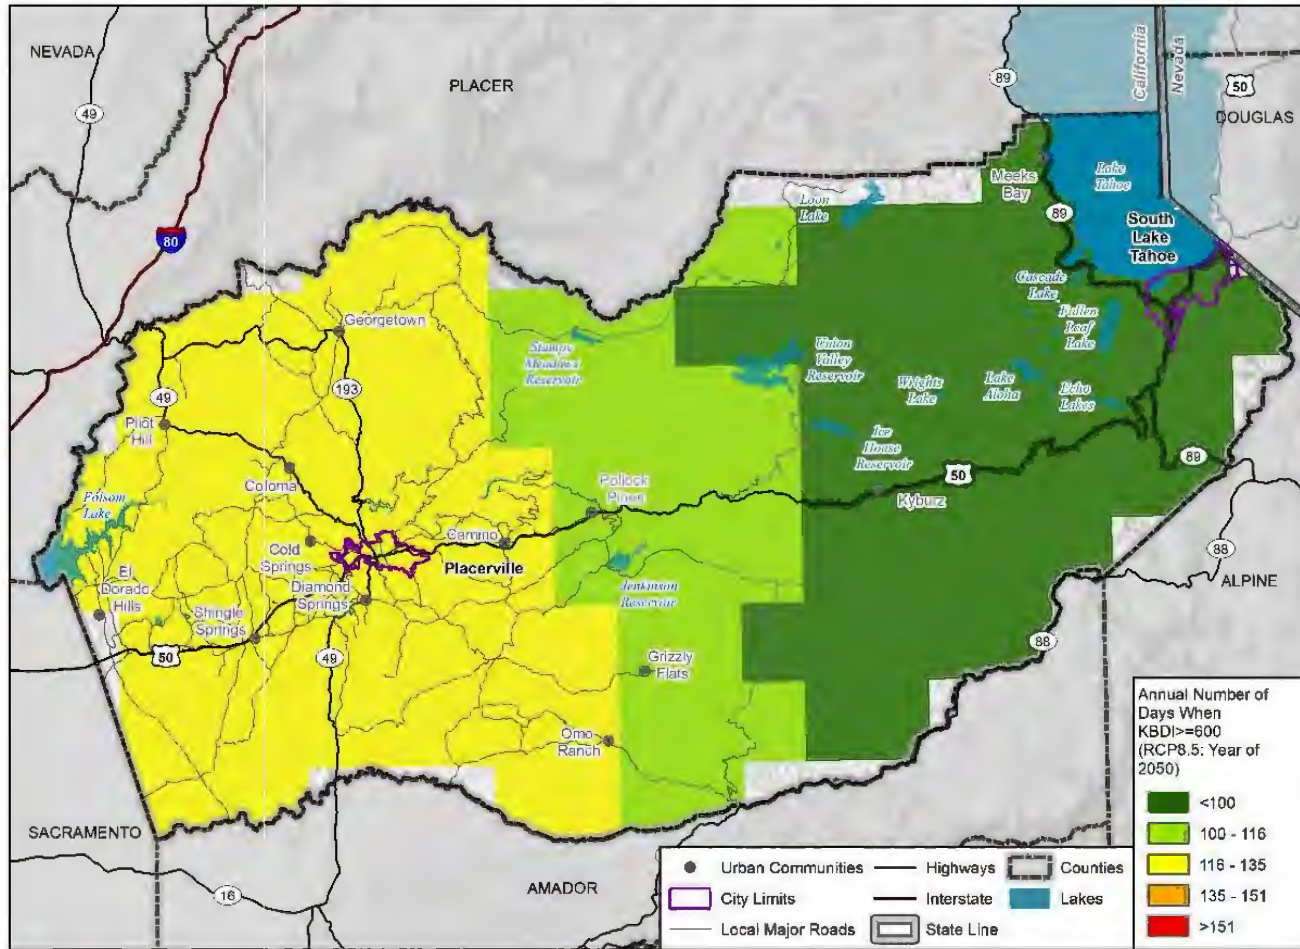 NEVADA
PLACER
89
California
Nevada
50
DOUGLAS
49
Meeks
Bay
Lake
Tahoe
Loon
Lake
89
South
Lake
Tahoe
80
Cascade
Lake
Fallen
Leaf
Lake
Georgetown
Stumpy
Meadows
Reservoir
Union
Valley
Reservoir
Wrights
Lake
Lake
Aloha
Echo
Lakes
193
49
Pilot
Hill
Ice
House
Reservoir
89
Coloma
Pollock
Pines
50
Kyburz
Folsom
Lake
Camino
Placerville
Cold
Springs
88
El
Dorado
Hills
Diamond
Springs
Jenkinson
Reservoir
ALPINE
Shingle
Springs
50
49
88
Grizzly
Flats
Omo
Ranch
SACRAMENTO
AMADOR
16
Annual Number of
Days When
KBDI>=600
(RCP8.5: Year of
2050)
<100
100 - 116
116 - 135
135 - 151
>151
Urban Communities
Highways
Counties
City Limits
Interstate
Lakes
Local Major Roads
State Line